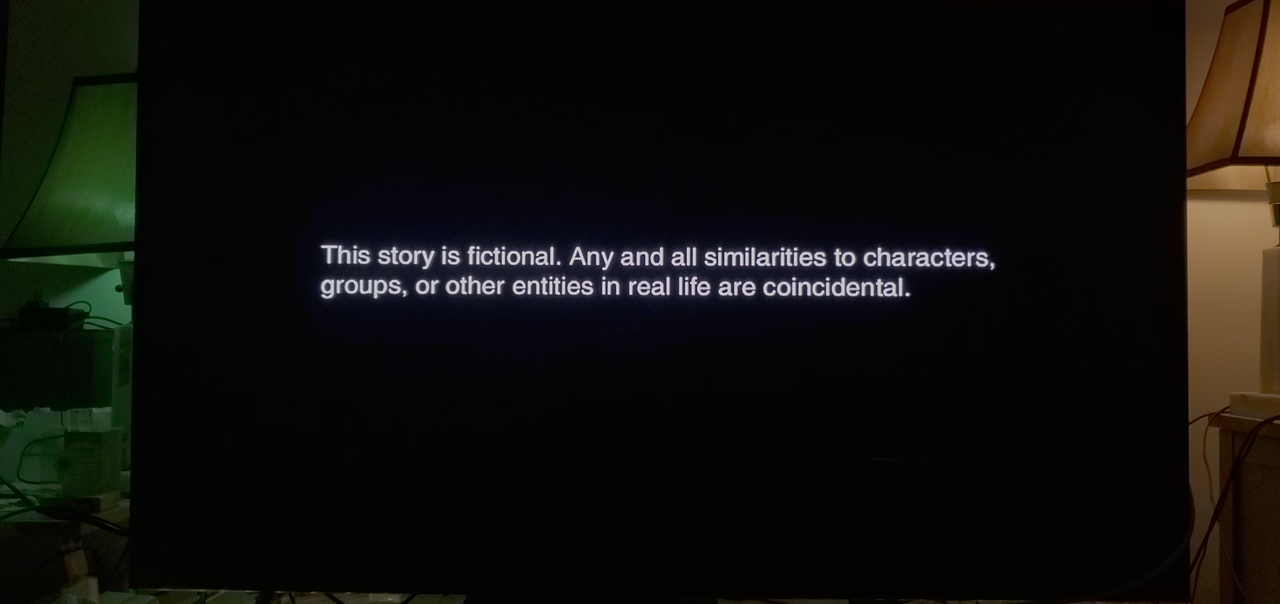 This story is fictional. Any and all similarities to characters,
groups, or other entities in real life are coincidental.